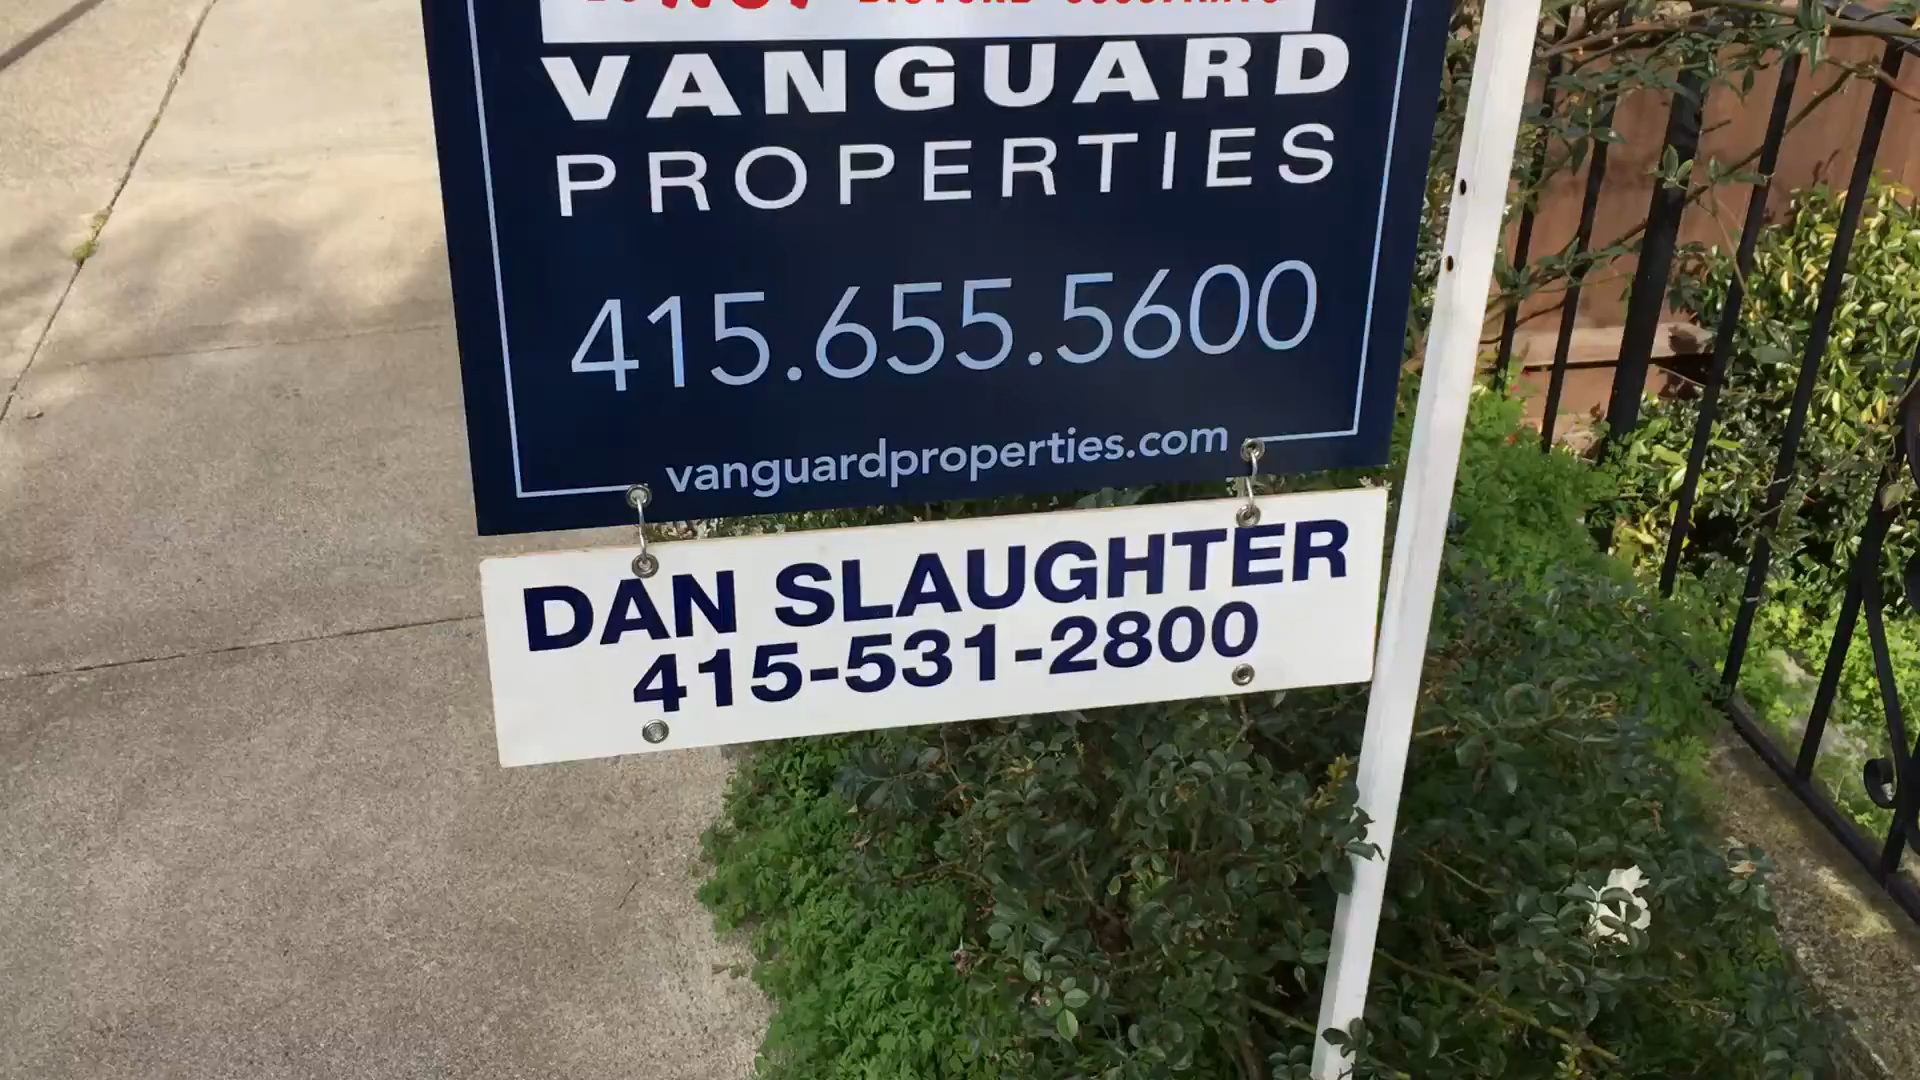 VANGUARD
PROPERTIES
415.655.5600
vanguardproperties.com
DAN SLAUGHTER
415-531-2800